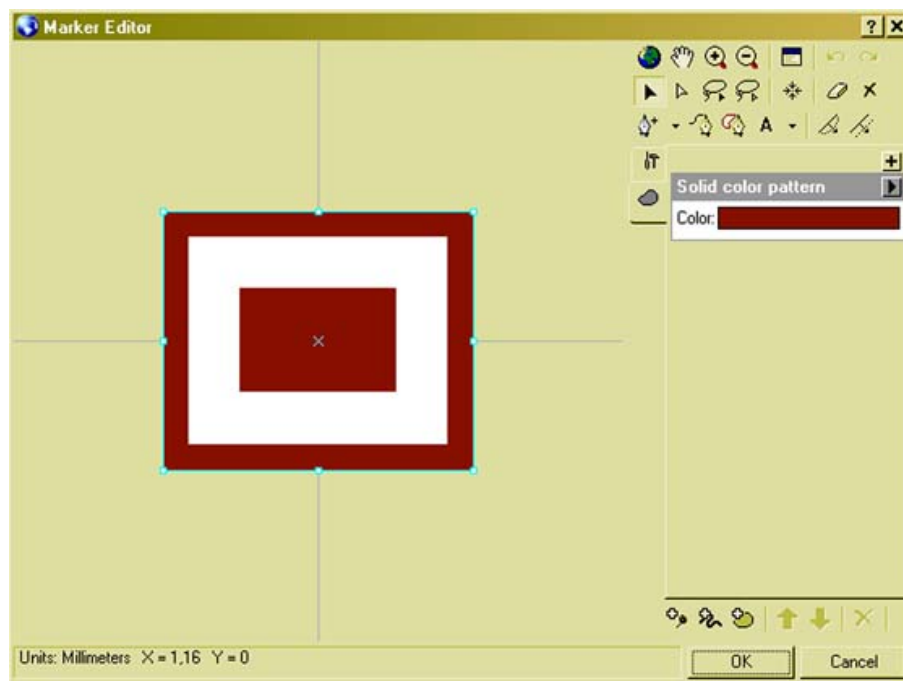 Marker Editor
A
Solid color pattern
Color:
Units: Millimeters X = 1,16 Y = 0
OK
Cancel